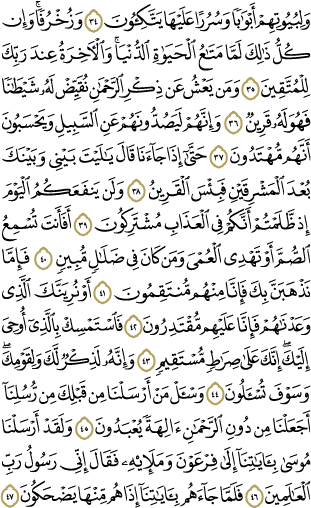 وَلِبُيُوتِهِمْ أَبْوَٰبًا وَسُرُرًا عَلَيْهَا يَتَّكِـُٔونَ ٣٤ وَزُخْرُفًا ۚ وَإِن
كُلُّ ذَٰلِكَ لَمَّا مَتَٰعُ ٱلْحَيَوٰةِ ٱلدُّنْيَا ۚ وَٱلْـَٔاخِرَةُ عِندَ رَبِّكَ
لِلْمُتَّقِينَ ٣٥ وَمَن يَعْشُ عَن ذِكْرِ ٱلرَّحْمَٰنِ نُقَيِّضْ لَهُۥ شَيْطَٰنًا
فَهُوَ لَهُۥ قَرِينٌ ٣٦ وَإِنَّهُمْ لَيَصُدُّونَهُمْ عَنِ ٱلسَّبِيلِ وَيَحْسَبُونَ
أَنَّهُم مُّهْتَدُونَ ٣٧ حَتَّىٰٓ إِذَا جَآءَنَا قَالَ يَٰلَيْتَ بَيْنِى وَبَيْنَكَ
بُعْدَ ٱلْمَشْرِقَيْنِ فَبِئْسَ ٱلْقَرِينُ ٣٨ وَلَن يَنفَعَكُمُ ٱلْيَوْمَ
إِذ ظَّلَمْتُمْ أَنَّكُمْ فِى ٱلْعَذَابِ مُشْتَرِكُونَ ٣٩ أَفَأَنتَ تُسْمِعُ
ٱلصُّمَّ أَوْ تَهْدِى ٱلْعُمْىَ وَمَن كَانَ فِى ضَلَٰلٍ مُّبِينٍ ٤٠ فَإِمَّا
نَذْهَبَنَّ بِكَ فَإِنَّا مِنْهُم مُّنتَقِمُونَ ٤١ أَوْ نُرِيَنَّكَ ٱلَّذِى
وَعَدْنَٰهُمْ فَإِنَّا عَلَيْهِم مُّقْتَدِرُونَ ٤٢ فَٱسْتَمْسِكْ بِٱلَّذِىٓ أُوحِىَ
إِلَيْكَ ۖ إِنَّكَ عَلَىٰ صِرَٰطٍ مُّسْتَقِيمٍ ٤٣ وَإِنَّهُۥ لَذِكْرٌ لَّكَ وَلِقَوْمِكَ ۖ
وَسَوْفَ تُسْـَٔلُونَ ٤٤ وَسْـَٔلْ مَنْ أَرْسَلْنَا مِن قَبْلِكَ مِن رُّسُلِنَآ
أَجَعَلْنَا مِن دُونِ ٱلرَّحْمَٰنِ ءَالِهَةً يُعْبَدُونَ ٤٥ وَلَقَدْ أَرْسَلْنَا
مُوسَىٰ بِـَٔايَٰتِنَآ إِلَىٰ فِرْعَوْنَ وَمَلَإِي۟هِۦ فَقَالَ إِنِّى رَسُولُ رَبِّ
ٱلْعَٰلَمِينَ ٤٦ فَلَمَّا جَآءَهُم بِـَٔايَٰتِنَآ إِذَا هُم مِّنْهَا يَضْحَكُونَ ٤٧